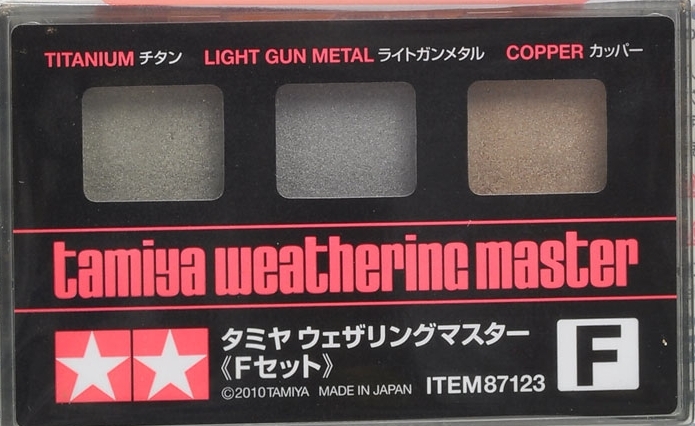 TITANIUM チタン LIGHT GUN METAL ライトガンメタル COPPER カッパー
tamiya weathering master
タミヤ ウェザリングマスター
《Fセット》
©2010TAMIYA MADE IN JAPAN ITEM87123
F